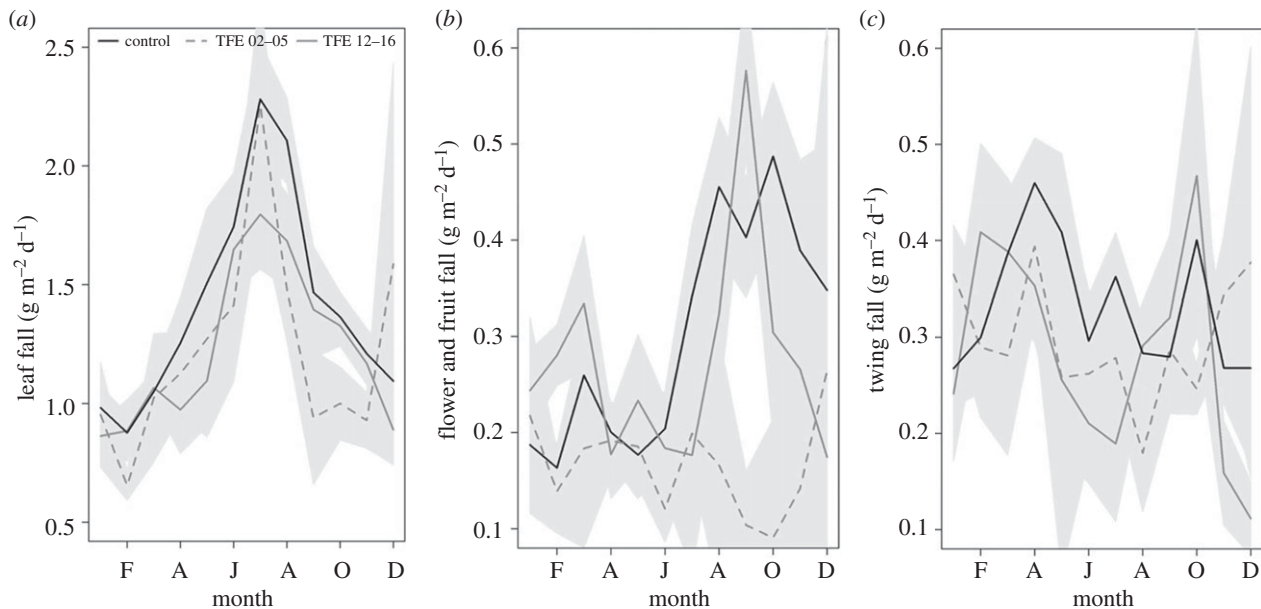 (a)
control
TFE 02–05
TFE 12–16
2.5
2.0
1.5
1.0
0.5
leaf fall (g m⁻² d⁻¹)
F A J A O D
month
(b)
0.6
0.5
0.4
0.3
0.2
0.1
flower and fruit fall (g m⁻² d⁻¹)
F A J A O D
month
(c)
0.6
0.5
0.4
0.3
0.2
0.1
twing fall (g m⁻² d⁻¹)
F A J A O D
month